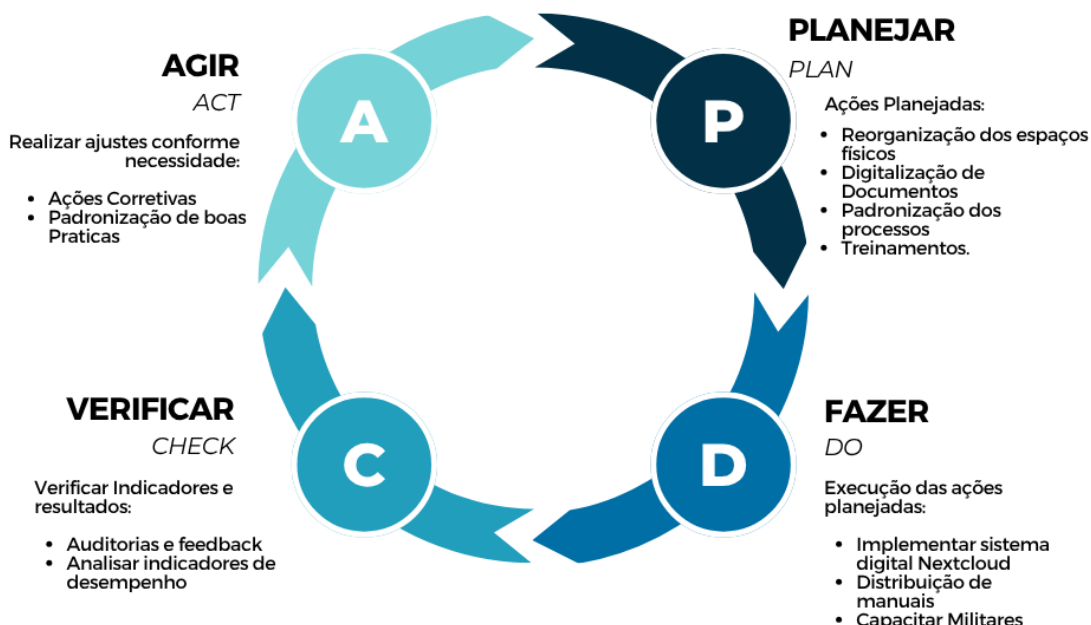 AGIR
ACT
Realizar ajustes conforme
necessidade:
• Ações Corretivas
• Padronização de boas
Praticas
A
P
PLANEJAR
PLAN
Ações Planejadas:
• Reorganização dos espaços
físicos
• Digitalização de
Documentos
• Padronização dos
processos
• Treinamentos.
VERIFICAR
CHECK
Verificar Indicadores e
resultados:
• Auditorias e feedback
• Analisar indicadores de
desempenho
C
D
FAZER
DO
Execução das ações
planejadas:
• Implementar sistema
digital Nextcloud
• Distribuição de
manuais
• Capacitar Militares